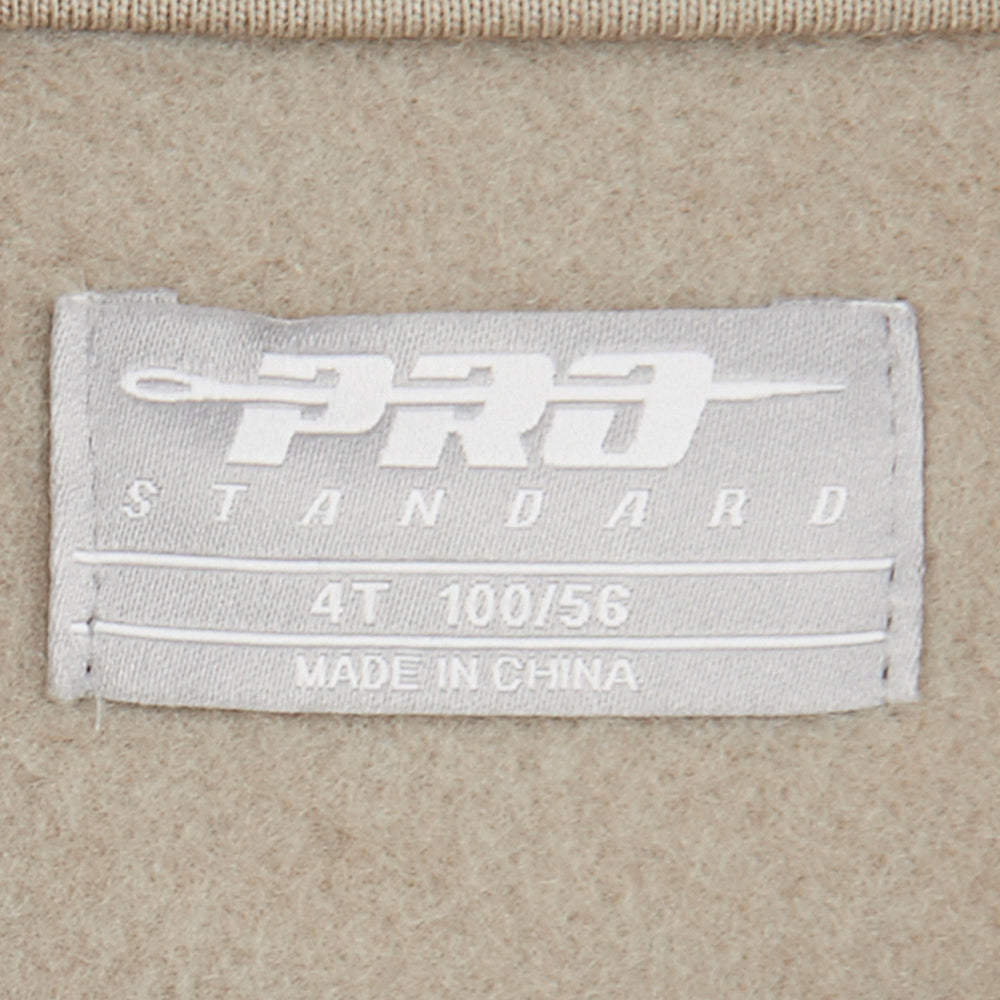 PRO
STANDARD
4T 100/56
MADE IN CHINA